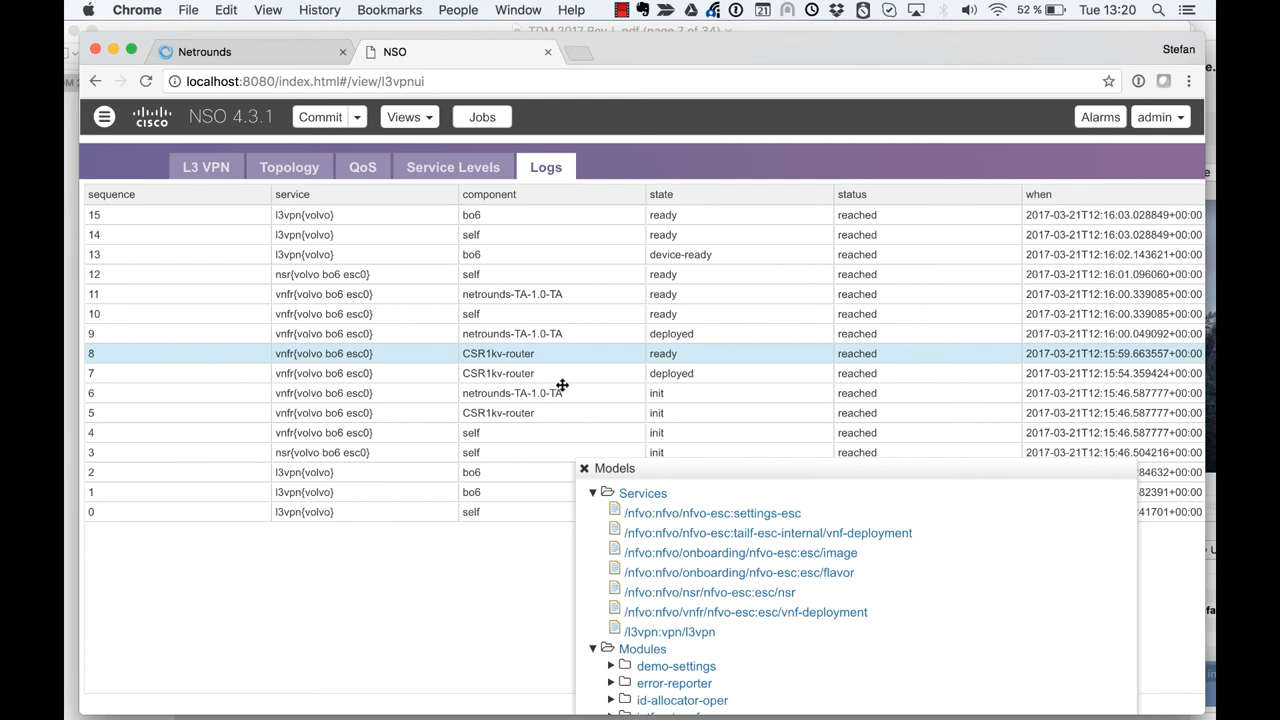 Chrome File Edit View History Bookmarks People Window Help 52 % Tue 13:20
Netrounds NSO Stefan
localhost:8080/index.html#/view/l3vpnui
cisco NSO 4.3.1 Commit Views Jobs Alarms admin
L3 VPN Topology QoS Service Levels Logs
sequence service component state status when
15 l3vpn{volvo} bo6 ready reached 2017-03-21T12:16:03.028849+00:00
14 l3vpn{volvo} self ready reached 2017-03-21T12:16:03.028849+00:00
13 l3vpn{volvo} bo6 device-ready reached 2017-03-21T12:16:02.143621+00:00
12 nsr{volvo bo6 esc0} self ready reached 2017-03-21T12:16:01.096060+00:00
11 vnfr{volvo bo6 esc0} netrounds-TA-1.0-TA ready reached 2017-03-21T12:16:00.339085+00:00
10 vnfr{volvo bo6 esc0} self ready reached 2017-03-21T12:16:00.339085+00:00
9 vnfr{volvo bo6 esc0} netrounds-TA-1.0-TA deployed reached 2017-03-21T12:16:00.049092+00:00
8 vnfr{volvo bo6 esc0} CSR1kv-router ready reached 2017-03-21T12:15:59.663557+00:00
7 vnfr{volvo bo6 esc0} CSR1kv-router deployed reached 2017-03-21T12:15:54.359424+00:00
6 vnfr{volvo bo6 esc0} netrounds-TA-1.0-TA init reached 2017-03-21T12:15:46.587777+00:00
5 vnfr{volvo bo6 esc0} CSR1kv-router init reached 2017-03-21T12:15:46.587777+00:00
4 vnfr{volvo bo6 esc0} self init reached 2017-03-21T12:15:46.587777+00:00
3 nsr{volvo bo6 esc0} self init reached 2017-03-21T12:15:46.504216+00:00
2 l3vpn{volvo} bo6 84632+00:00
1 l3vpn{volvo} bo6 82391+00:00
0 l3vpn{volvo} self 41701+00:00
Models
Services
/nfvo:nfvo/nfvo-esc:settings-esc
/nfvo:nfvo/nfvo-esc:tailf-esc-internal/vnf-deployment
/nfvo:nfvo/onboarding/nfvo-esc:esc/image
/nfvo:nfvo/onboarding/nfvo-esc:esc/flavor
/nfvo:nfvo/nsr/nfvo-esc:esc/nsr
/nfvo:nfvo/vnfr/nfvo-esc:esc/vnf-deployment
/l3vpn:vpn/l3vpn
Modules
demo-settings
error-reporter
id-allocator-oper